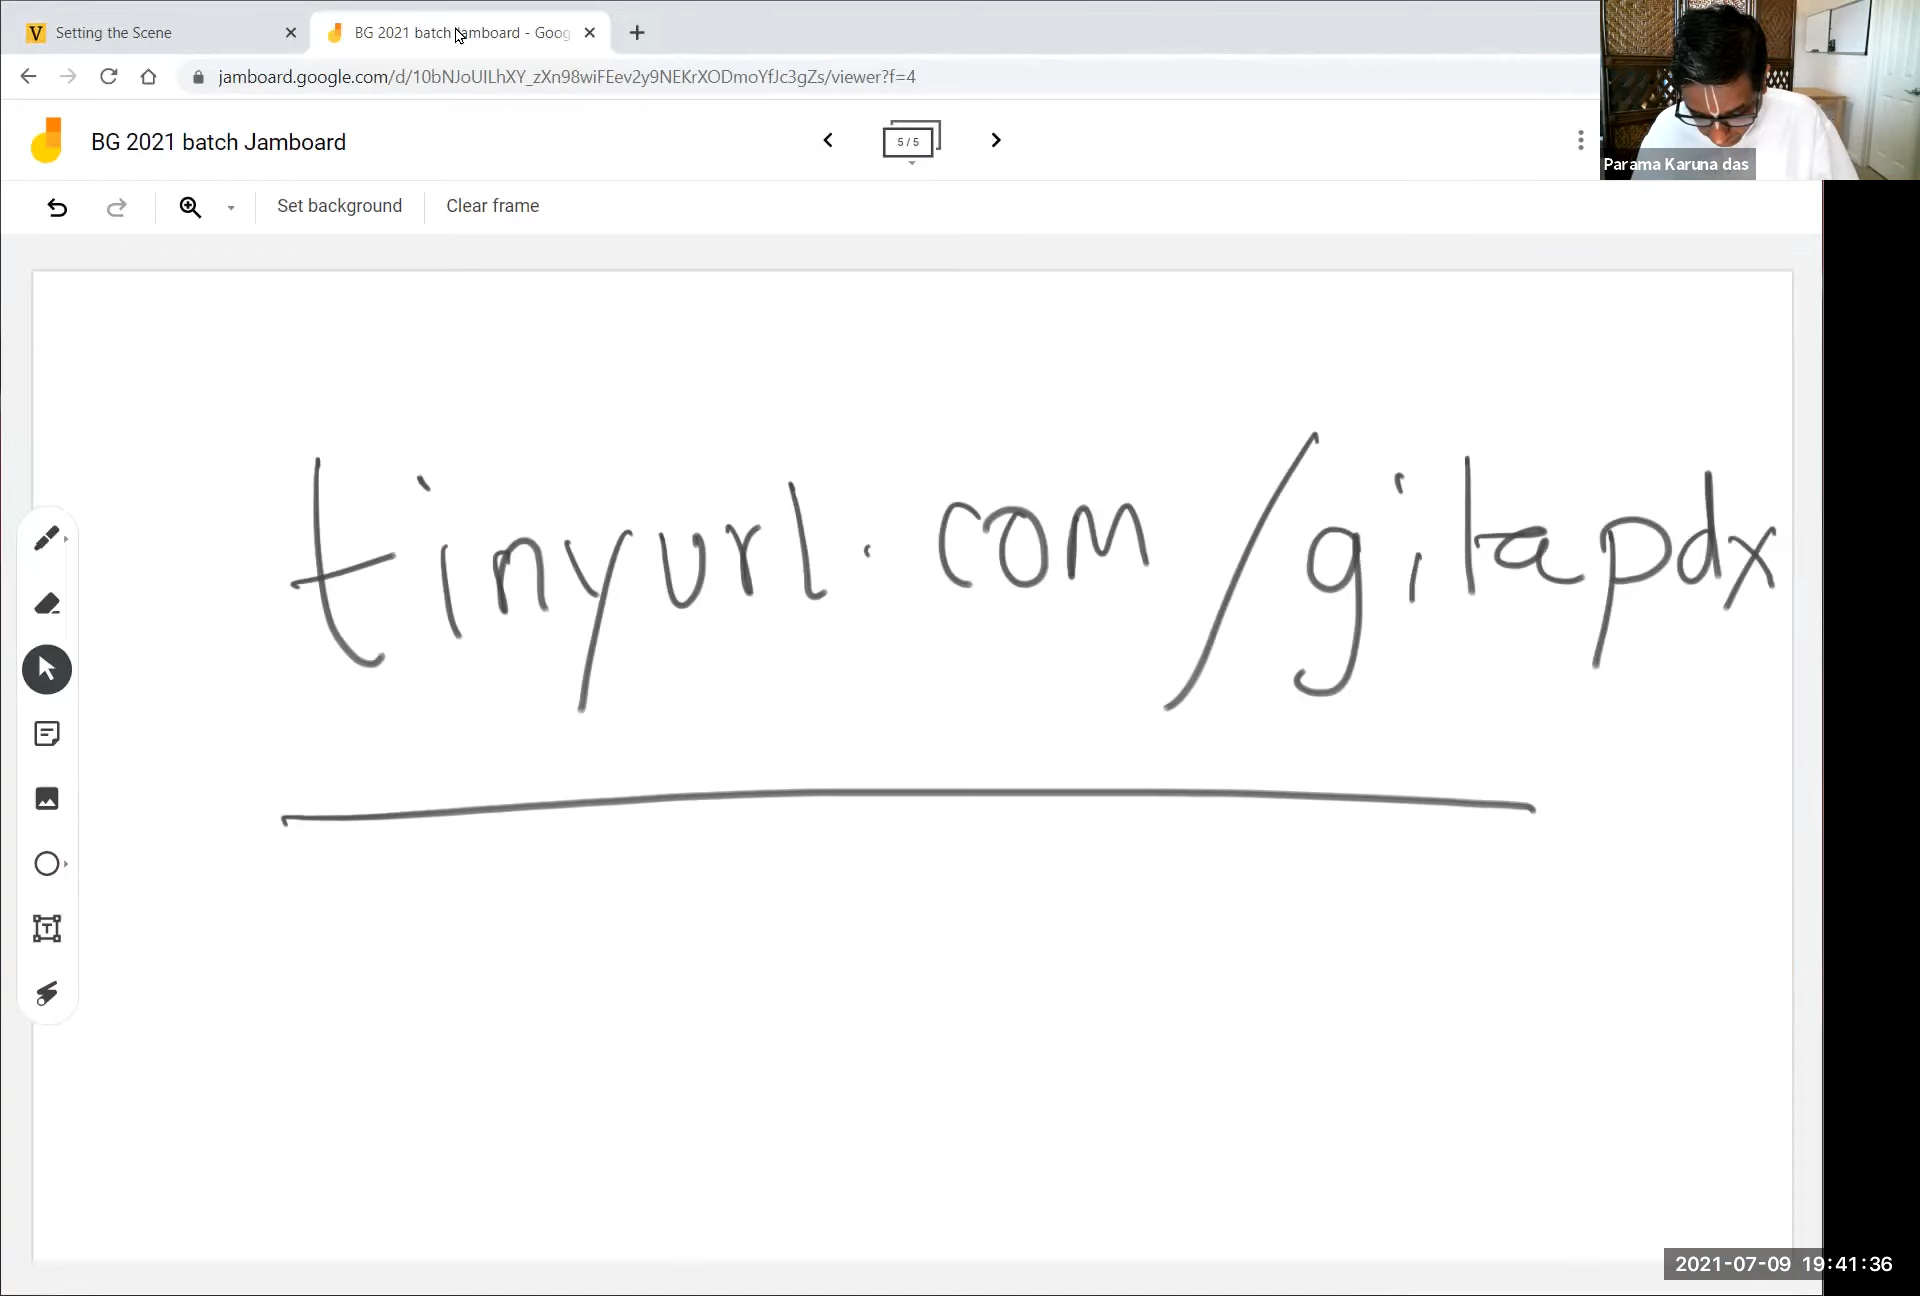 Setting the Scene
BG 2021 batch Jamboard - Goog
jamboard.google.com/d/10bNJoUILhXY_zXn98wiFEev2y9NEKrXODmoYfJc3gZs/viewer?f=4
BG 2021 batch Jamboard
5 / 5
Parama Karuna das
Set background
Clear frame
tinyurl.com/gitapdx
2021-07-09 19:41:36